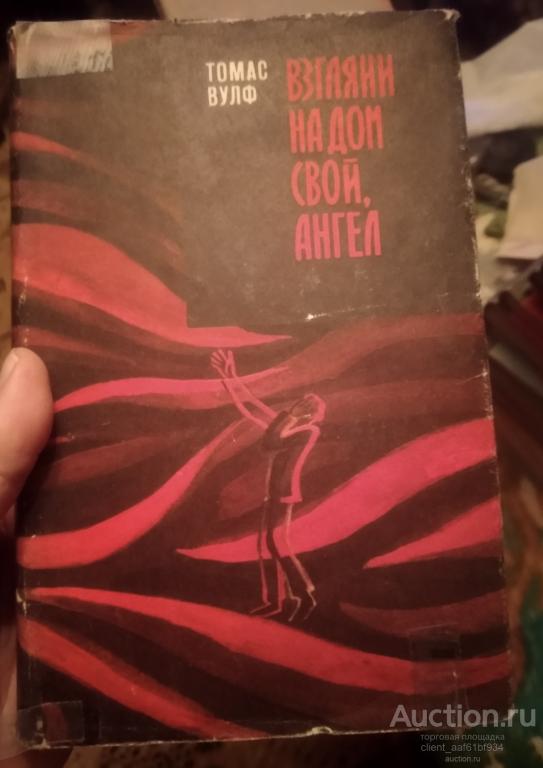 ТОМАС
ВУЛФ
ВЗГЛЯНИ
НА ДОМ
СВОЙ,
АНГЕЛ
Auction.ru
торговая площадка
client_aaf61bf934
auction.ru